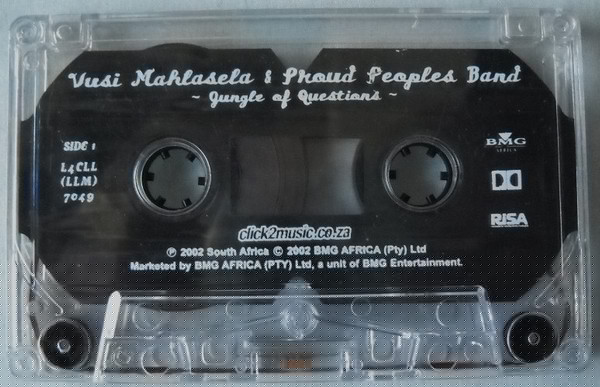 Vusi Mahlasela & Proud Peoples Band
~ Jungle of Questions ~
SIDE 1
L4CLL
(LLM)
7049
BMG
AFRICA
RISA
click2music.co.za
℗ 2002 South Africa © 2002 BMG AFRICA (Pty) Ltd
Marketed by BMG AFRICA (PTY) Ltd, a unit of BMG Entertainment.